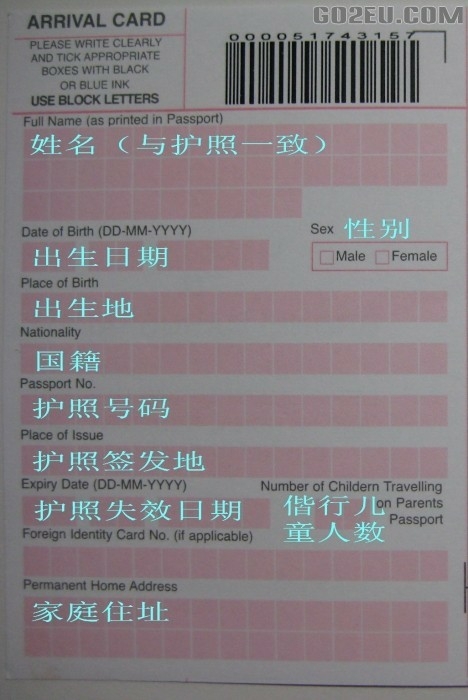 GO2EU.COM
ARRIVAL CARD
PLEASE WRITE CLEARLY
AND TICK APPROPRIATE
BOXES WITH BLACK
OR BLUE INK
USE BLOCK LETTERS
0000051743157
Full Name (as printed in Passport)
姓名（与护照一致）
Date of Birth (DD-MM-YYYY)
出生日期
Sex 性别
Male Female
Place of Birth
出生地
Nationality
国籍
Passport No.
护照号码
Place of Issue
护照签发地
Expiry Date (DD-MM-YYYY)
护照失效日期
Number of Childern Travelling
on Parents
Passport
偕行儿
童人数
Foreign Identity Card No. (if applicable)
Permanent Home Address
家庭住址